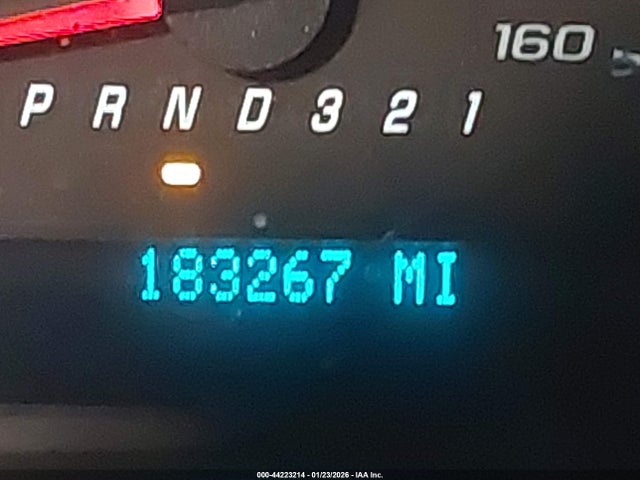 160
P R N D 3 2 1
183267 MI
000-44223214 - 01/23/2026 - IAA Inc.